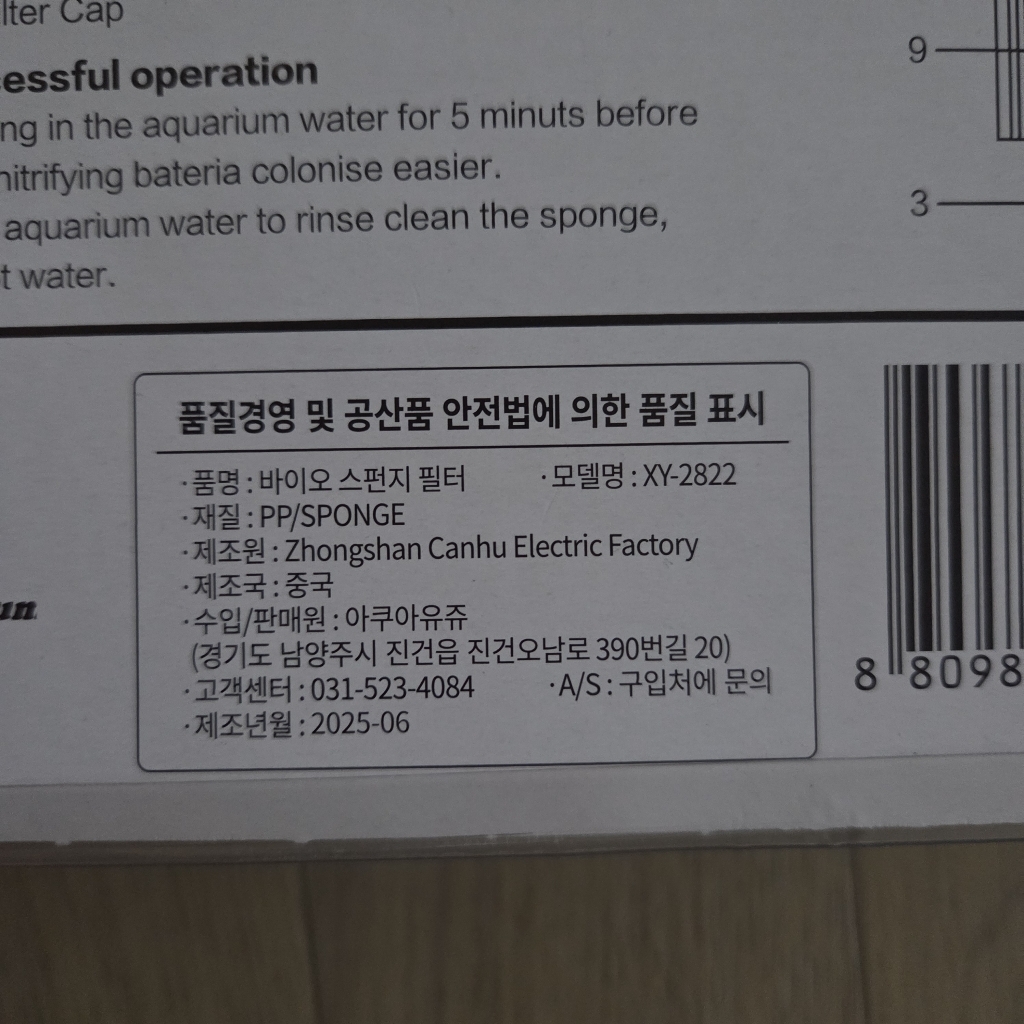 lter Cap
essful operation
ng in the aquarium water for 5 minuts before
nitrifying bateria colonise easier.
aquarium water to rinse clean the sponge,
t water.
9
3
품질경영 및 공산품 안전법에 의한 품질 표시
·품명 : 바이오 스펀지 필터 ·모델명 : XY-2822
·재질 : PP/SPONGE
·제조원 : Zhongshan Canhu Electric Factory
·제조국 : 중국
·수입/판매원 : 아쿠아유쥬
(경기도 남양주시 진건읍 진건오남로 390번길 20)
·고객센터 : 031-523-4084 ·A/S : 구입처에 문의
·제조년월 : 2025-06
un
8 8098